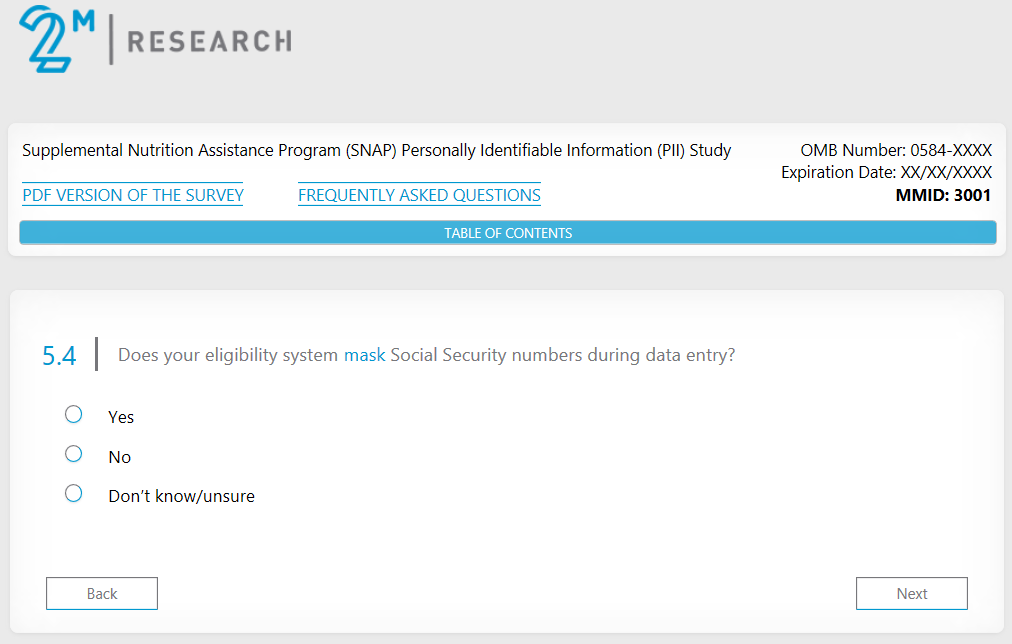 2M | RESEARCH
Supplemental Nutrition Assistance Program (SNAP) Personally Identifiable Information (PII) Study
OMB Number: 0584-XXXX
Expiration Date: XX/XX/XXXX
PDF VERSION OF THE SURVEY
FREQUENTLY ASKED QUESTIONS
MMID: 3001
TABLE OF CONTENTS
5.4 Does your eligibility system mask Social Security numbers during data entry?
Yes
No
Don't know/unsure
Back
Next